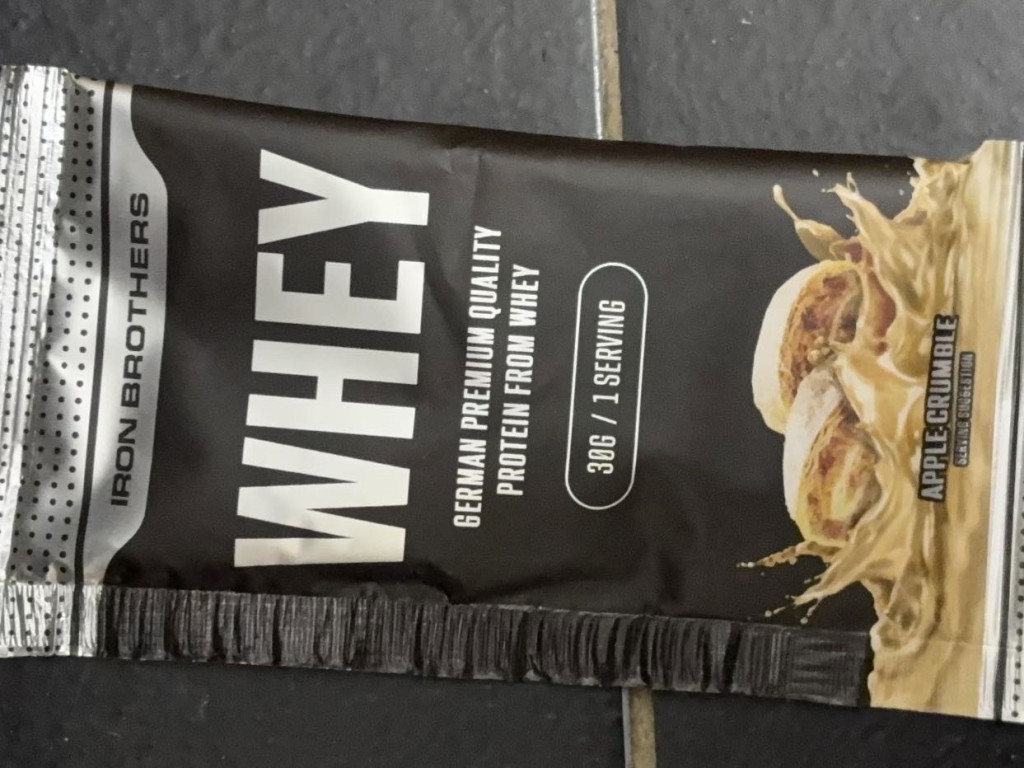 IRON BROTHERS
WHEY
GERMAN PREMIUM QUALITY
PROTEIN FROM WHEY
30G / 1 SERVING
APPLE-CRUMBLE
SERVING SUGGESTION